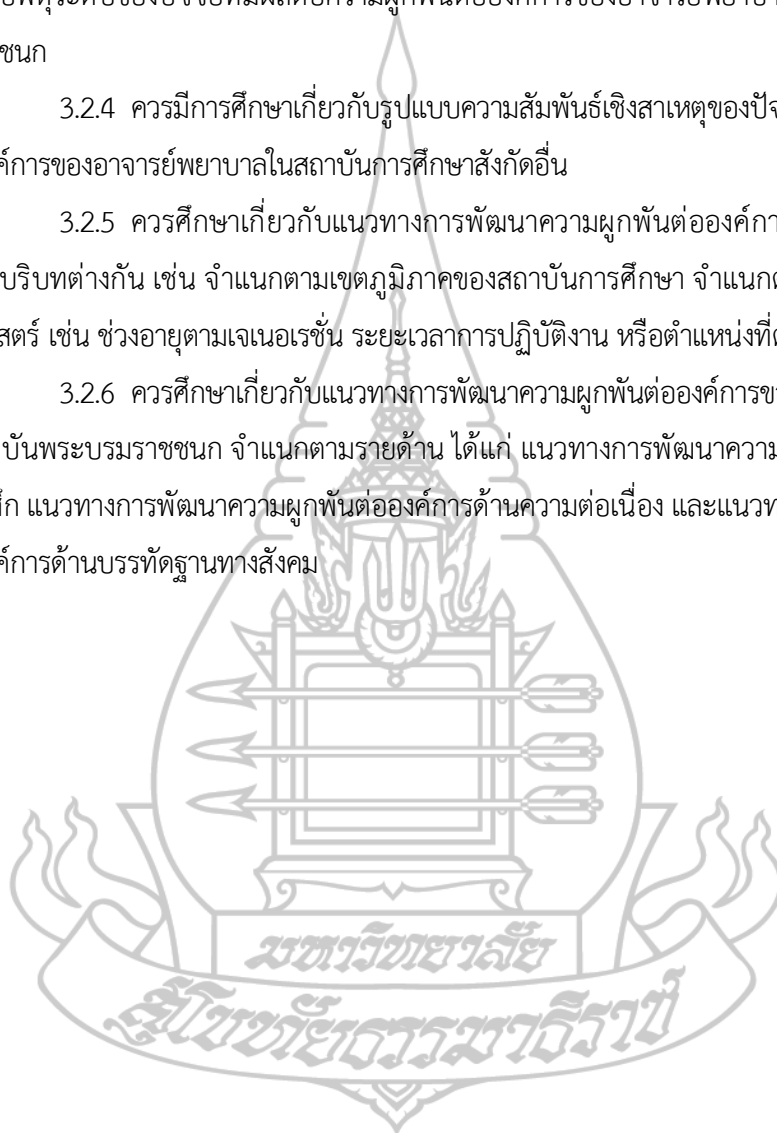 ชนก
3.2.4 ควรมีการศึกษาเกี่ยวกับรูปแบบความสัมพันธ์เชิงสาเหตุของปัจ
ค์การของอาจารย์พยาบาลในสถาบันการศึกษาสังกัดอื่น
3.2.5 ควรศึกษาเกี่ยวกับแนวทางการพัฒนาความผูกพันต่อองค์กา
บริบทต่างกัน เช่น จำแนกตามเขตภูมิภาคของสถาบันการศึกษา จำแนกต
สตร์ เช่น ช่วงอายุตามเจเนอเรชั่น ระยะเวลาการปฏิบัติงาน หรือตำแหน่งที่
3.2.6 ควรศึกษาเกี่ยวกับแนวทางการพัฒนาความผูกพันต่อองค์การข
บันพระบรมราชชนก จำแนกตามรายด้าน ได้แก่ แนวทางการพัฒนาความ
ึก แนวทางการพัฒนาความผูกพันต่อองค์การด้านความต่อเนื่อง และแนวท
ค์การด้านบรรทัดฐานทางสังคม
มหาวิทยาลัย
สุโขทัยธรรมาธิราช